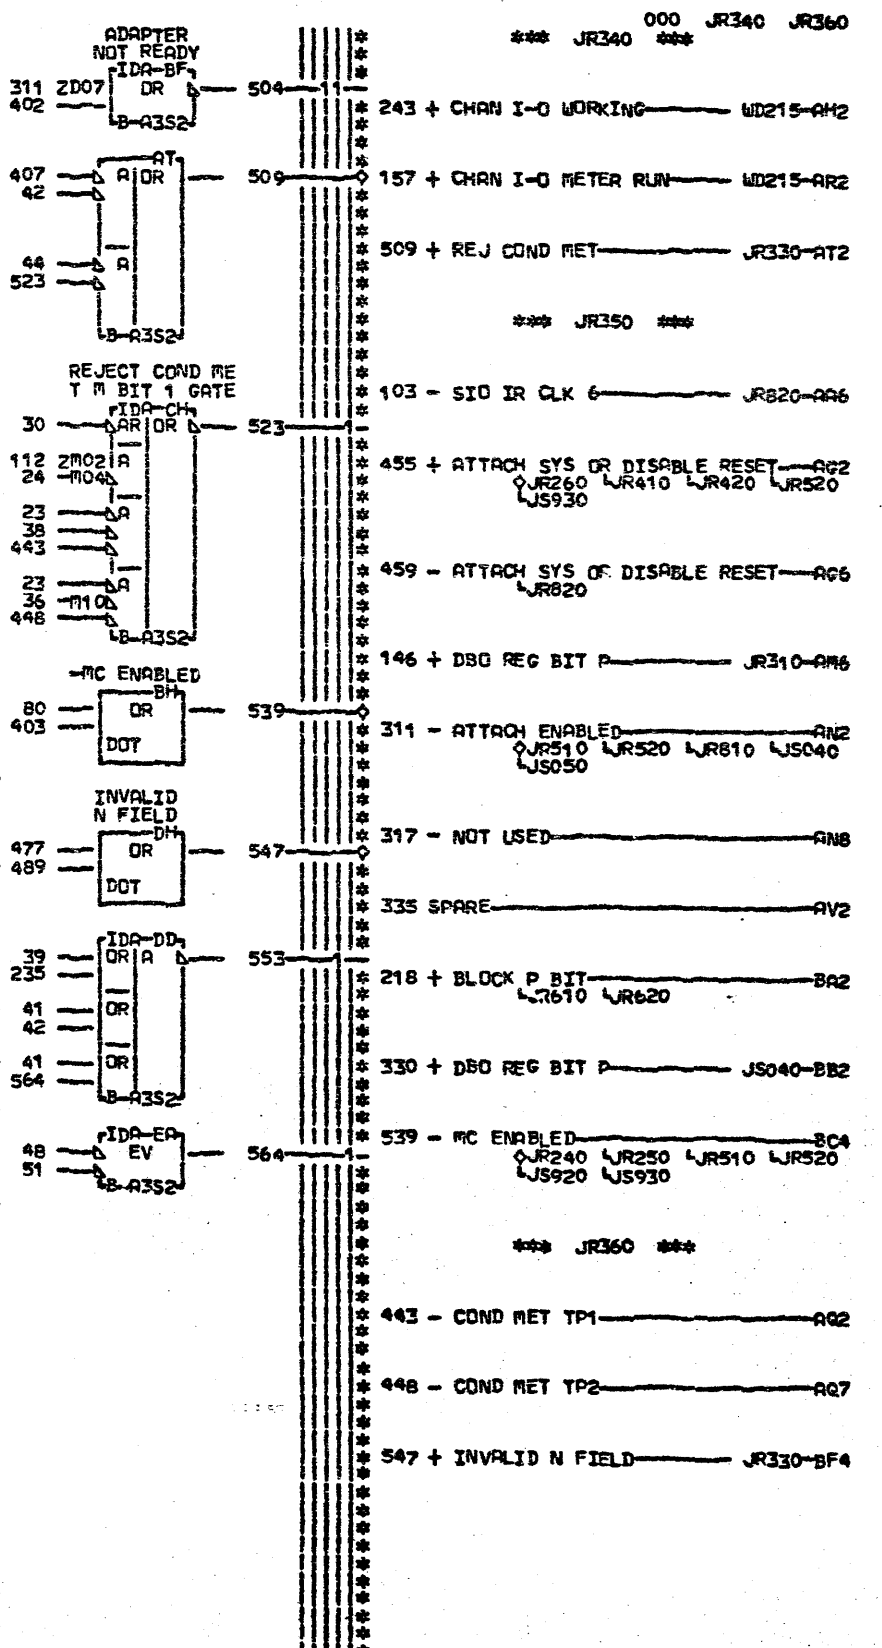 000 JR340 JR360
*** JR340 ***
ADAPTER
NOT READY
IDA-BF
311 ZD07 OR 504 11
402
B-A3S2
AT
407 A OR 509
42
44 A
523
B-A3S2
REJECT COND ME
T M BIT 1 GATE
IDA-CH
30 AR OR 523 1
112 ZM02 A
24 -M04
23 A
38
443
23 A
36 -M10
448
B-A3S2
-MC ENABLED
BH
80 OR 539
403
DOT
INVALID
N FIELD
DH
477 OR 547
489
DOT
IDA-DD
39 OR A 553 1
235
41 OR
42
41 OR
564
B-A3S2
IDA-EA
48 EV 564 1
51
B-A3S2
243 + CHAN I-O WORKING WD215-AM2
157 + CHAN I-O METER RUN WD215-AR2
509 + REJ COND MET JR330-AT2
*** JR350 ***
103 - SIO IR CLK 6 JR820-AA6
455 + ATTACH SYS OR DISABLE RESET AG2
JR260 JR410 JR420 JR520
JS930
459 - ATTACH SYS OR DISABLE RESET AG6
JR820
146 + DBO REG BIT P JR310-AM6
311 - ATTACH ENABLED AN2
JR510 JR520 JR810 JS040
JS050
317 - NOT USED AN8
335 SPARE AV2
218 + BLOCK P BIT BA2
JR610 JR620
330 + DBO REG BIT P JS040-BB2
539 - MC ENABLED BC4
JR240 JR250 JR510 JR520
JS920 JS930
*** JR360 ***
443 - COND MET TP1 AQ2
448 - COND MET TP2 AQ7
547 + INVALID N FIELD JR330-BF4